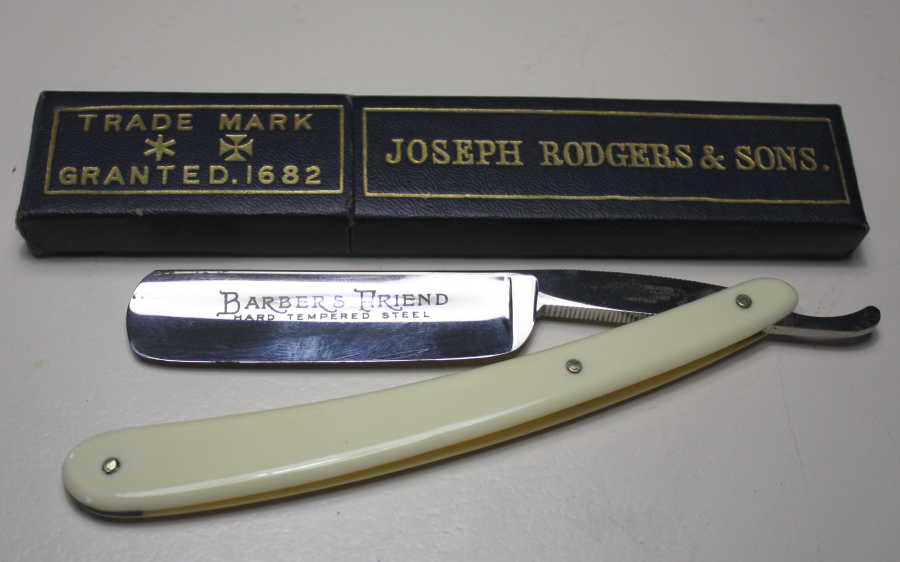 TRADE MARK
GRANTED. 1682
JOSEPH RODGERS & SONS.
BARBER'S FRIEND
HARD TEMPERED STEEL